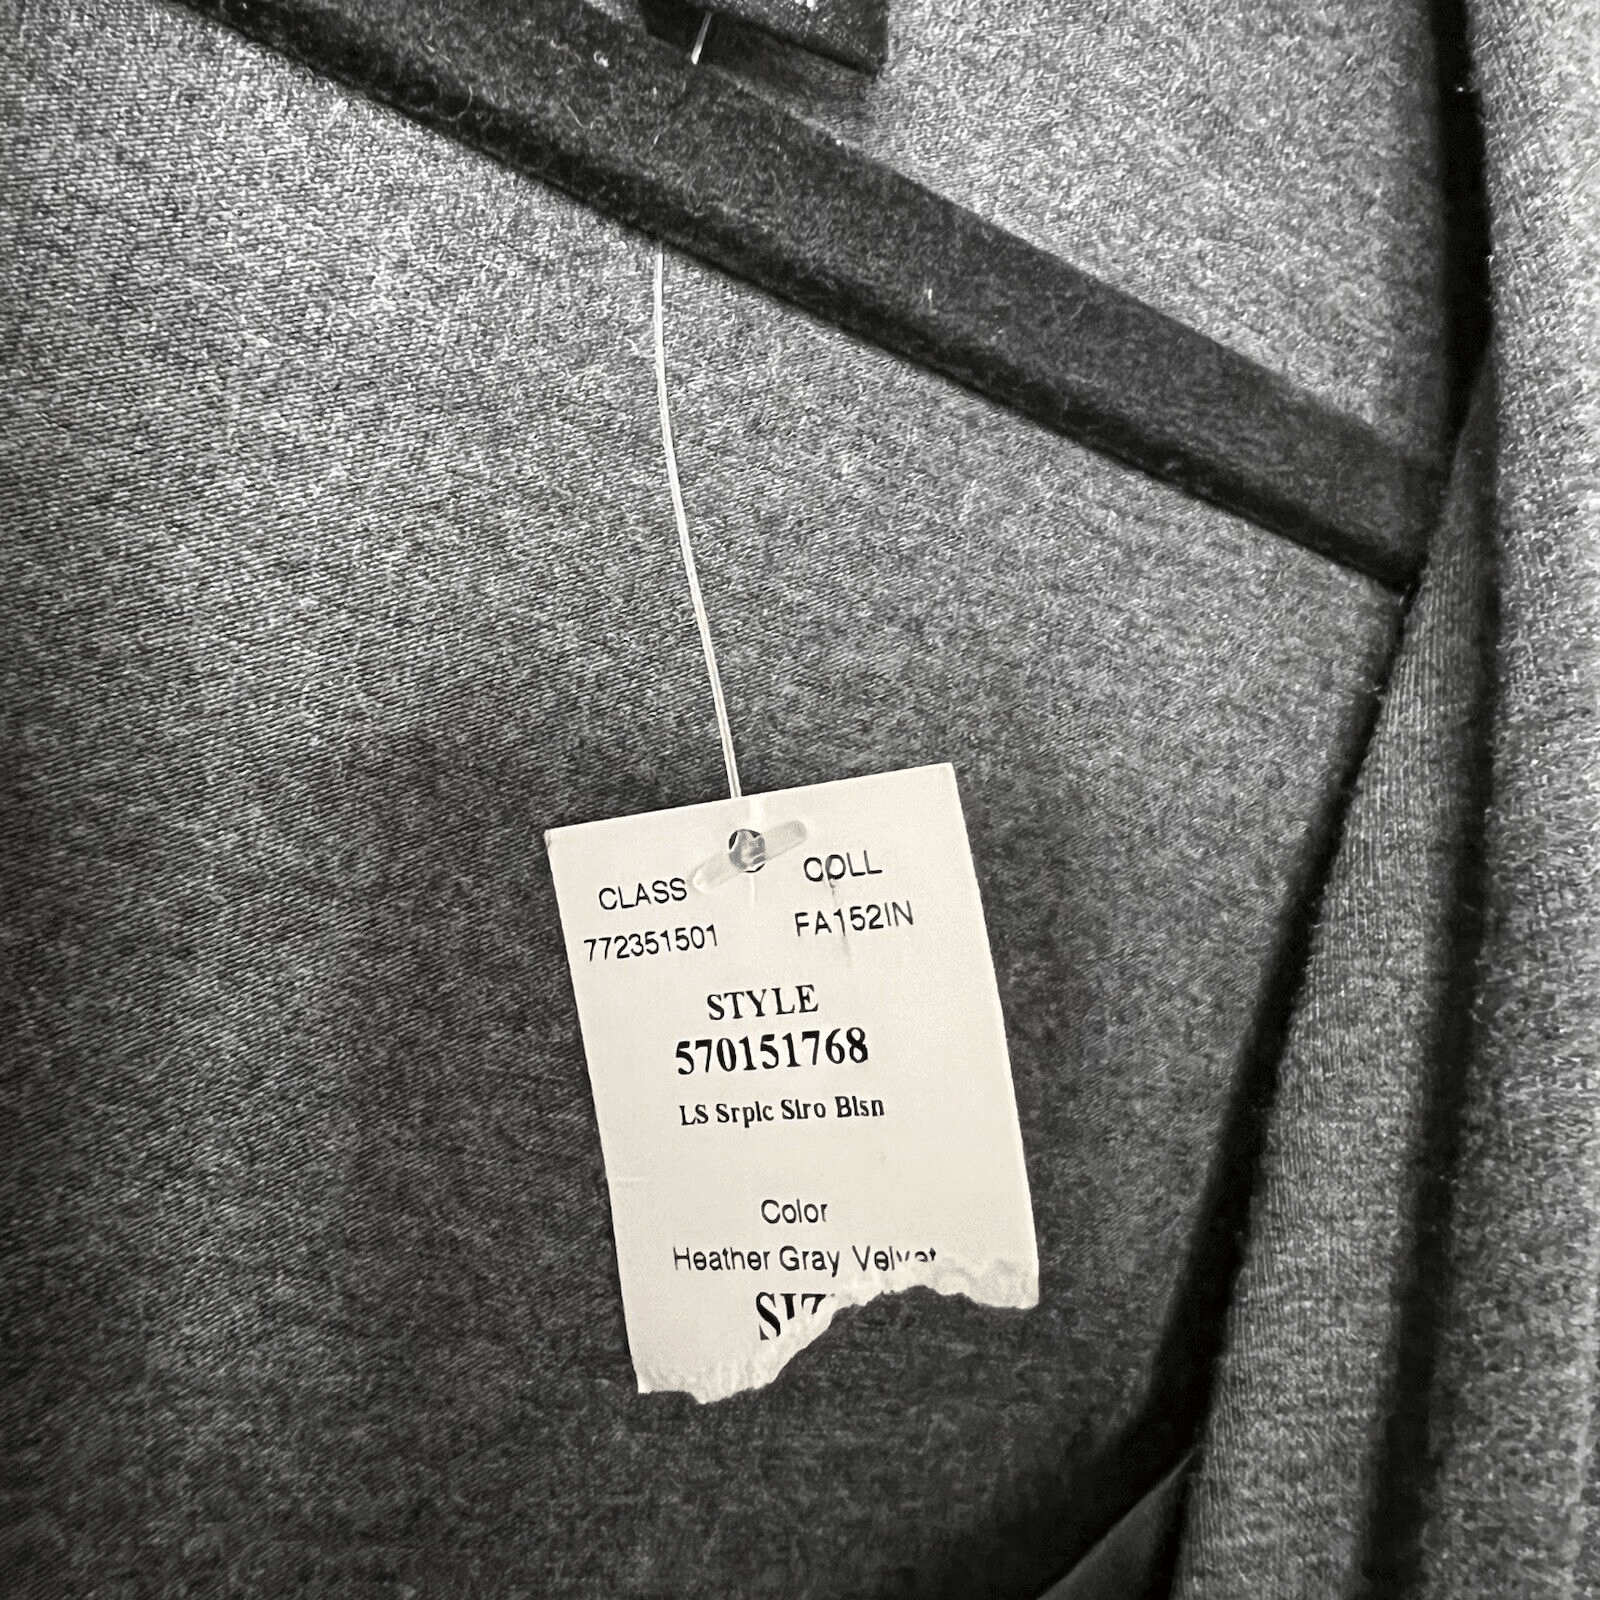 CLASS COLL
772351501 FA152IN
STYLE
570151768
LS Srplc Slro Blsn
Color
Heather Gray Velvet